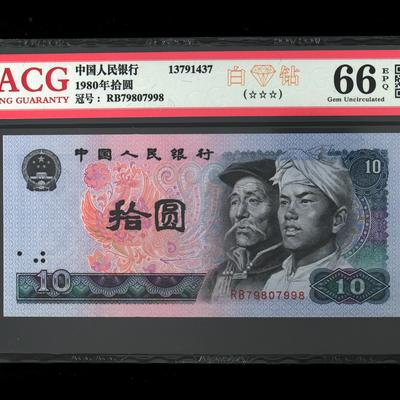 ACG
NG GUARANTY
中国人民银行
1980年拾圆
冠号: RB79807998
13791437
白 钻
(☆☆☆)
66 EPQ
Gem Uncirculated
中国人民银行
10
拾圆
RB79807998
10
10